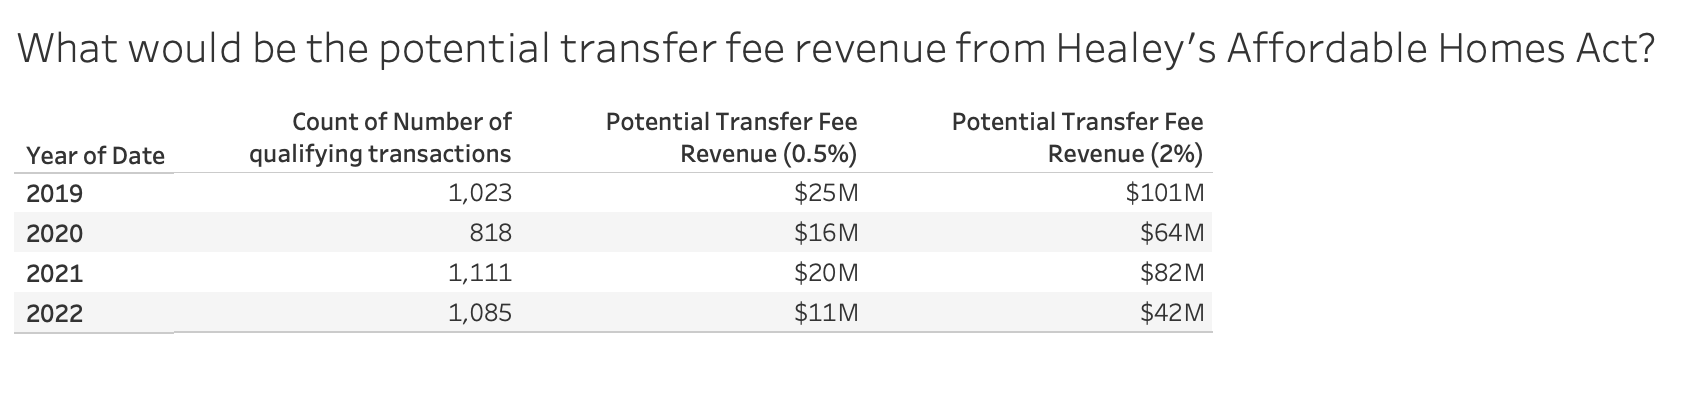 What would be the potential transfer fee revenue from Healey’s Affordable Homes Act?
Year of Date Count of Number of qualifying transactions Potential Transfer Fee Revenue (0.5%) Potential Transfer Fee Revenue (2%)
2019 1,023 $25M $101M
2020 818 $16M $64M
2021 1,111 $20M $82M
2022 1,085 $11M $42M